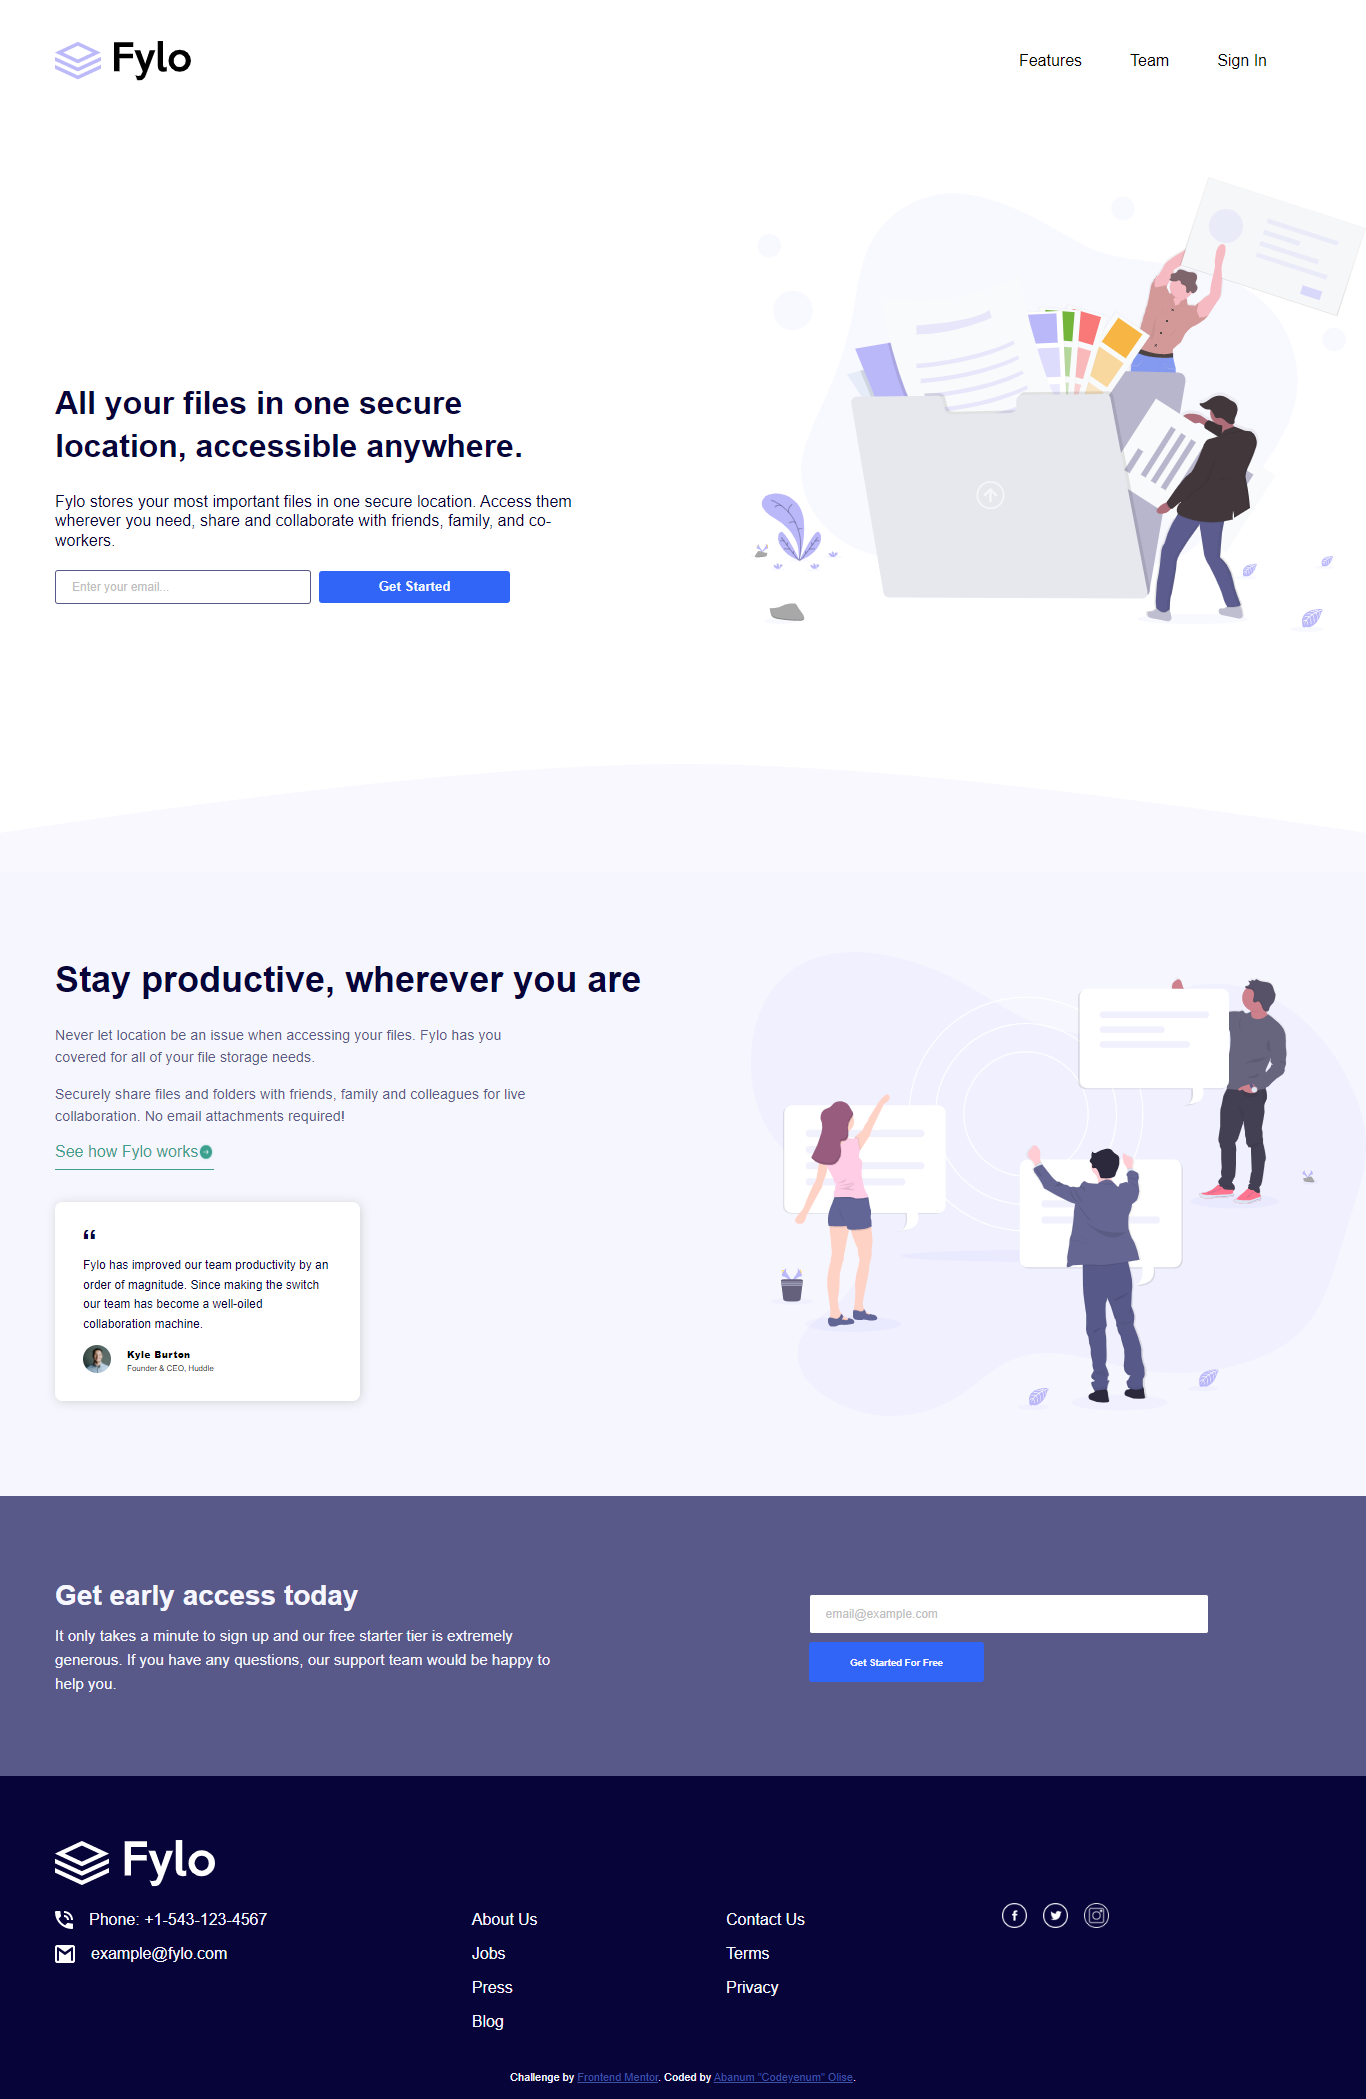 Fylo
Features
Team
Sign In
All your files in one secure
location, accessible anywhere.
Fylo stores your most important files in one secure location. Access them
wherever you need, share and collaborate with friends, family, and co-
workers.
Enter your email...
Get Started
Stay productive, wherever you are
Never let location be an issue when accessing your files. Fylo has you
covered for all of your file storage needs.
Securely share files and folders with friends, family and colleagues for live
collaboration. No email attachments required!
See how Fylo works
“
Fylo has improved our team productivity by an
order of magnitude. Since making the switch
our team has become a well-oiled
collaboration machine.
Kyle Burton
Founder & CEO, Huddle
Get early access today
It only takes a minute to sign up and our free starter tier is extremely
generous. If you have any questions, our support team would be happy to
help you.
email@example.com
Get Started For Free
Fylo
Phone: +1-543-123-4567
example@fylo.com
About Us
Jobs
Press
Blog
Contact Us
Terms
Privacy
Challenge by Frontend Mentor. Coded by Abanum "Codeyenum" Olise.